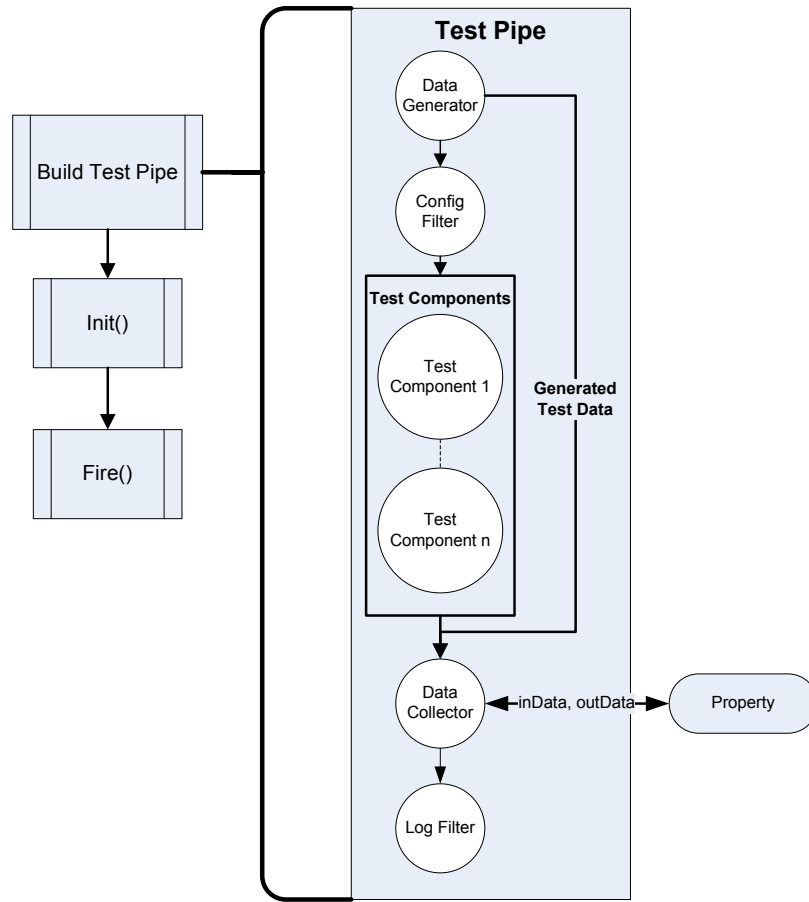 Test Pipe
Data
Generator
Build Test Pipe
Config
Filter
Init()
Test Components
Test
Component 1
Generated
Test Data
Fire()
Test
Component n
Data
Collector
inData, outData
Property
Log Filter